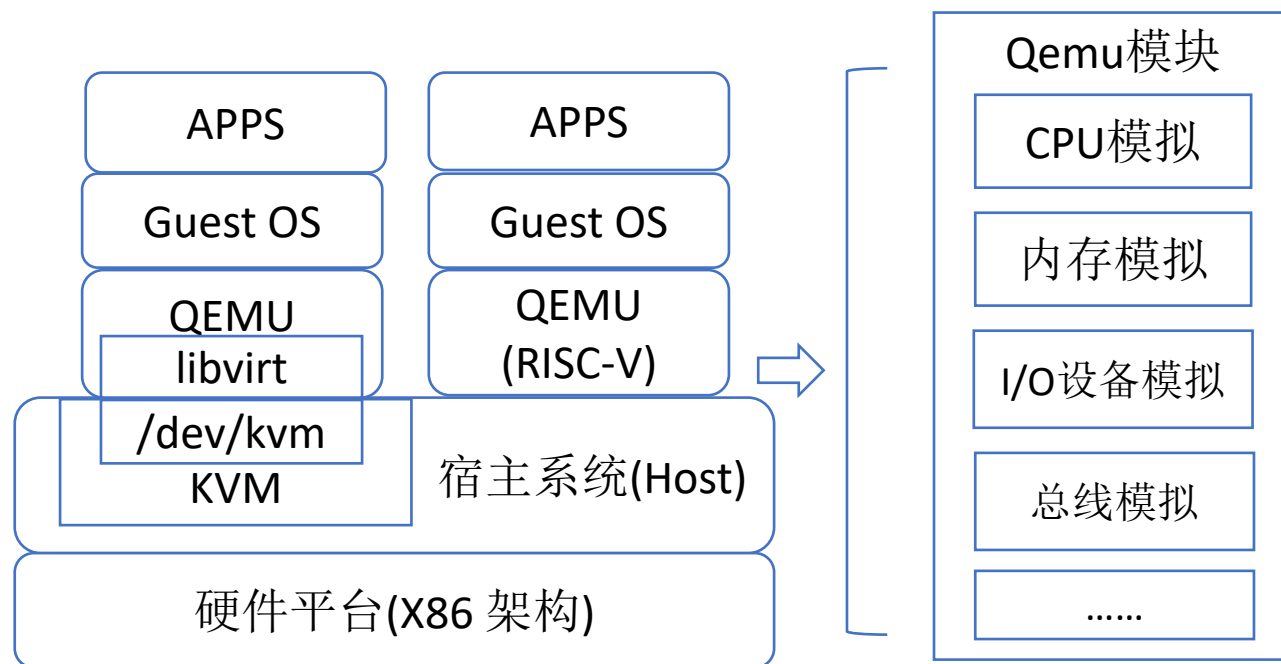 APPS
Guest OS
QEMU
libvirt
/dev/kvm
KVM
APPS
Guest OS
QEMU
(RISC-V)
宿主系统(Host)
硬件平台(X86 架构)
Qemu模块
CPU模拟
内存模拟
I/O设备模拟
总线模拟
……